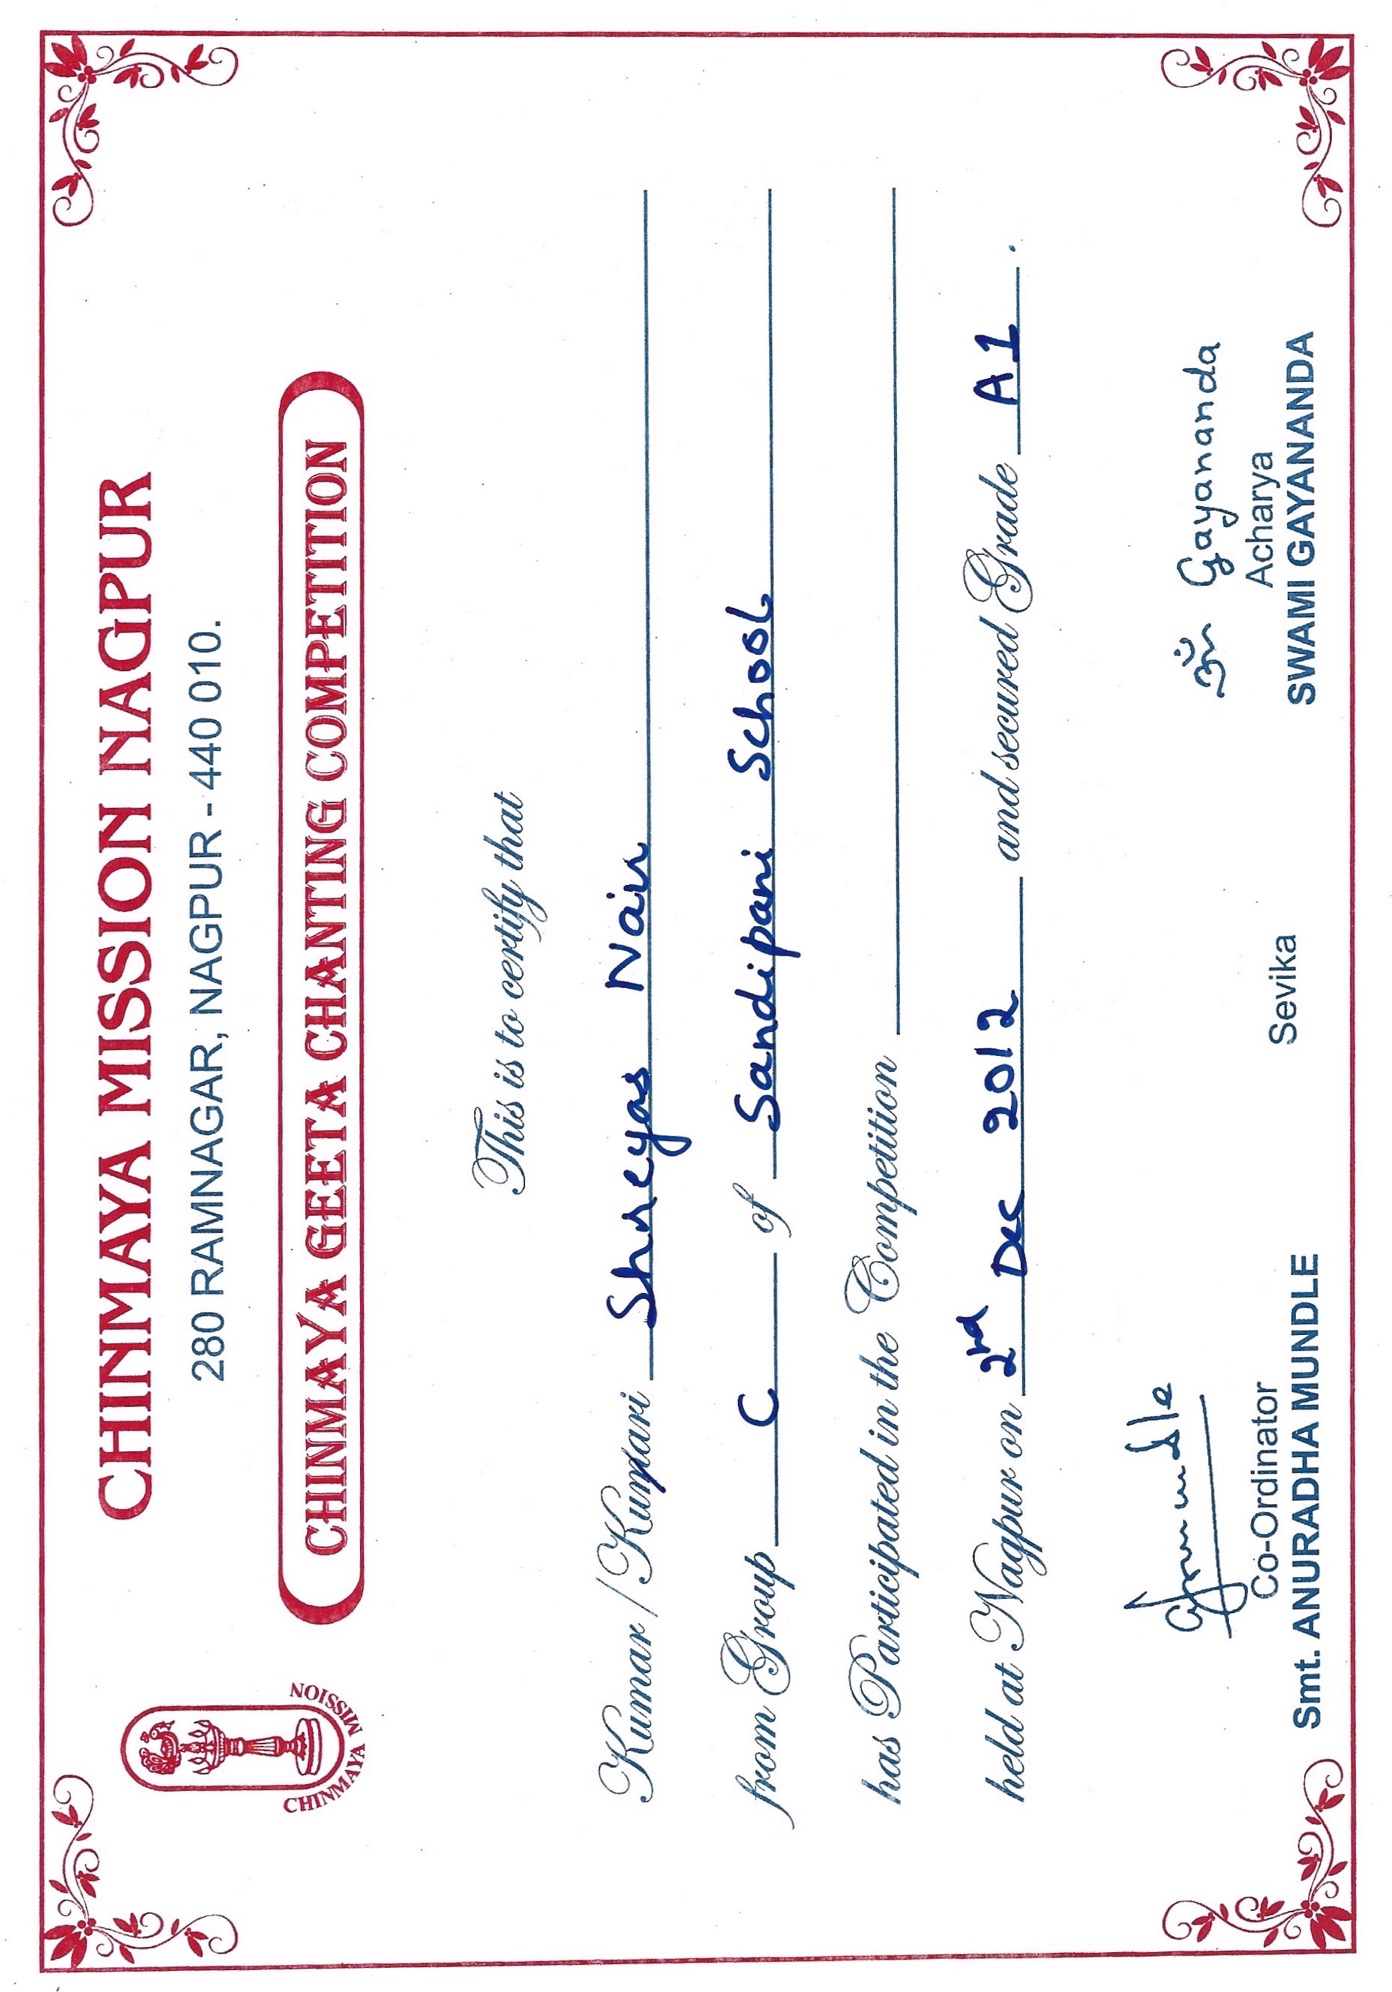 CHINMAYA MISSION NAGPUR
280 RAMNAGAR, NAGPUR - 440 010.
CHINMAYA MISSION
CHINMAYA GEETA CHANTING COMPETITION
This is to certify that
Kumar / Kumari Shreyas Nair
from Group C of Sandipani School
has Participated in the Competition
held at Nagpur on 2nd Dec 2012 and secured Grade A1 .
ॐ Gayananda
Co-Ordinator
Smt. ANURADHA MUNDLE
Sevika
Acharya
SWAMI GAYANANDA